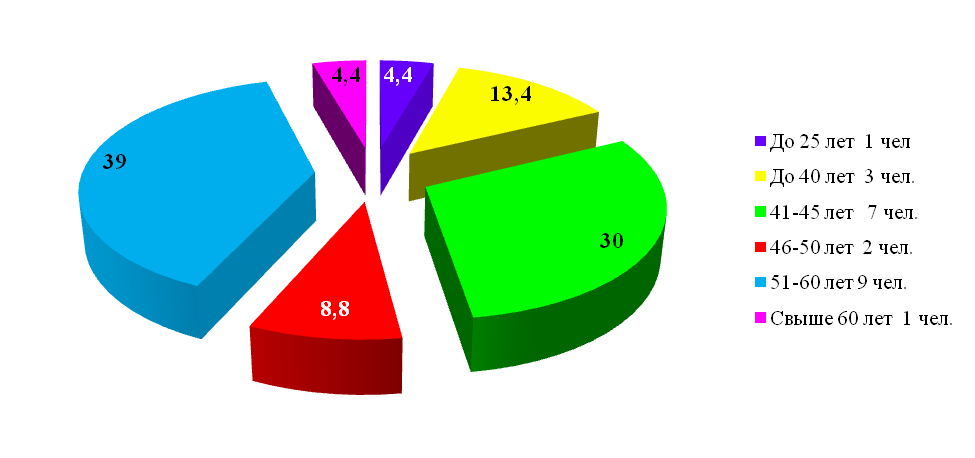 4,4
4,4
13,4
39
30
8,8
До 25 лет 1 чел
До 40 лет 3 чел.
41-45 лет 7 чел.
46-50 лет 2 чел.
51-60 лет 9 чел.
Свыше 60 лет 1 чел.